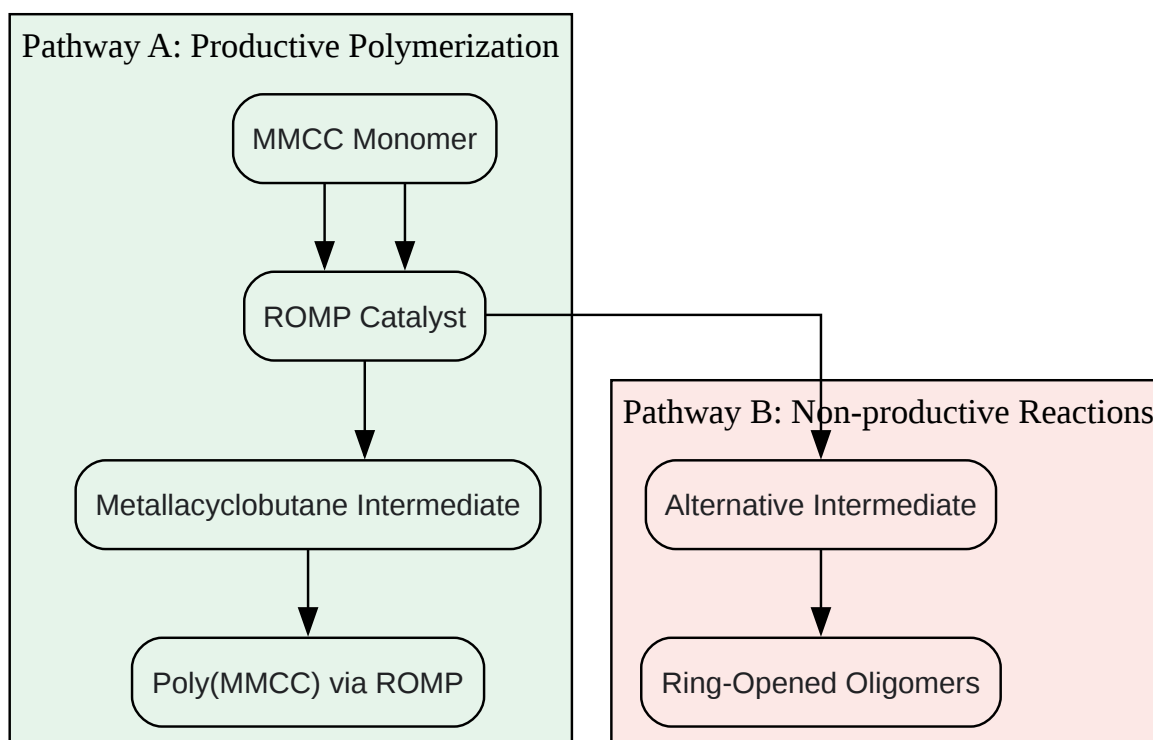 Pathway A: Productive Polymerization
MMCC Monomer
ROMP Catalyst
Metallacyclobutane Intermediate
Poly(MMCC) via ROMP
Pathway B: Non-productive Reactions
Alternative Intermediate
Ring-Opened Oligomers